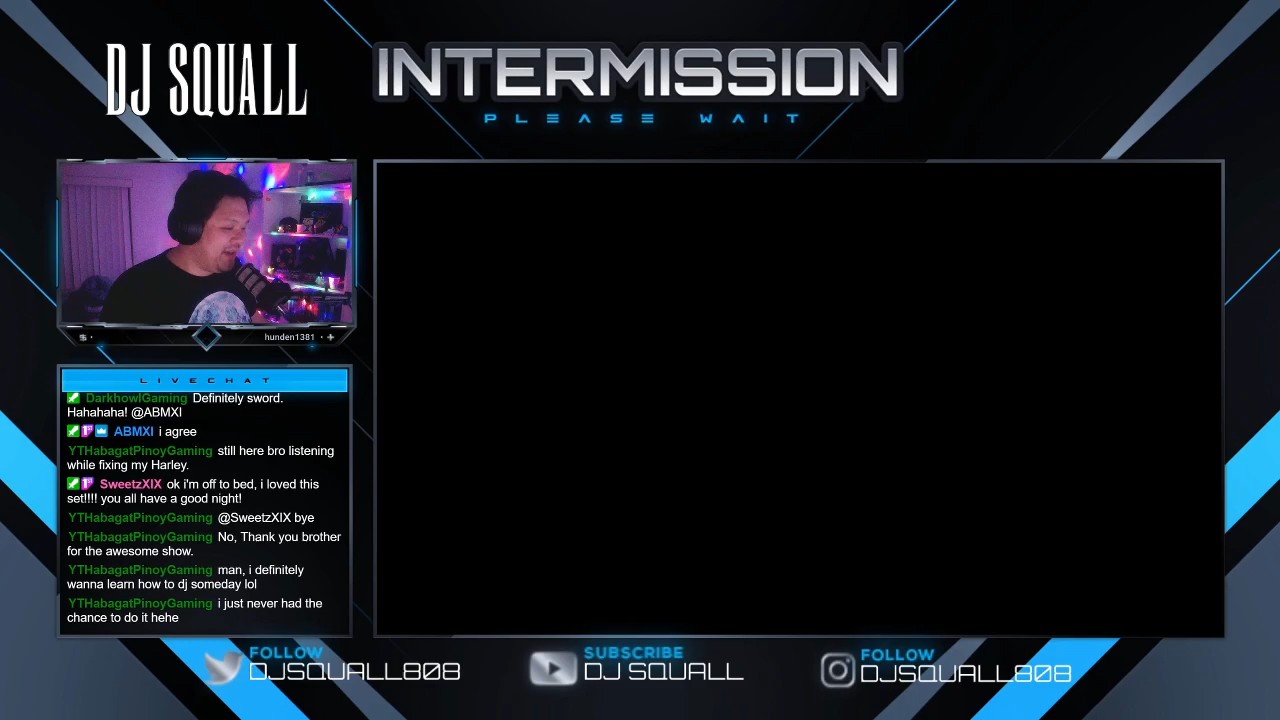 DJ SQUALL
INTERMISSION
PLEASE WAIT
hunden1381
LIVECHAT
DarkhowlGaming Definitely sword.
Hahahaha! @ABMXI
ABMXI i agree
YTHabagatPinoyGaming still here bro listening
while fixing my Harley.
SweetzXIX ok i'm off to bed, i loved this
set!!!! you all have a good night!
YTHabagatPinoyGaming @SweetzXIX bye
YTHabagatPinoyGaming No, Thank you brother
for the awesome show.
YTHabagatPinoyGaming man, i definitely
wanna learn how to dj someday lol
YTHabagatPinoyGaming i just never had the
chance to do it hehe
FOLLOW
DJSQUALL808
SUBSCRIBE
DJ SQUALL
FOLLOW
DJSQUALL808